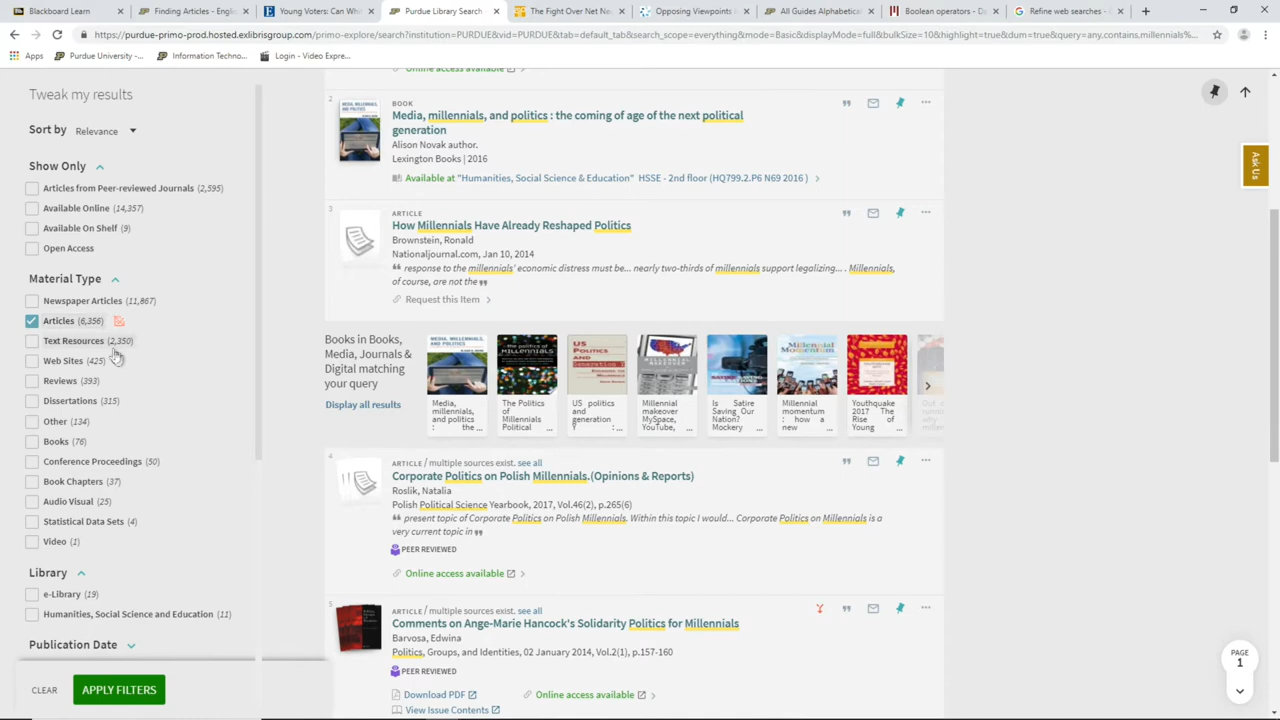 Blackboard Learn
Finding Articles - Engl
Young Voters: Can Whit
Purdue Library Search
The Fight Over Net Ne
Opposing Viewpoints i
All Guides Alphabetical
Boolean operators - Da
Refine web searches - G
https://purdue-primo-prod.hosted.exlibrisgroup.com/primo-explore/search?institution=PURDUE&vid=PURDUE&tab=default_tab&search_scope=everything&mode=Basic&displayMode=full&bulkSize=10&highlight=true&dum=true&query=any,contains,millennials%...
Apps
Purdue University -...
Information Techno...
Login - Video Expre...
Tweak my results
Sort by Relevance
Show Only
Articles from Peer-reviewed Journals (2,595)
Available Online (14,357)
Available On Shelf (9)
Open Access
Material Type
Newspaper Articles (11,867)
Articles (6,356)
Text Resources (2,350)
Web Sites (425)
Reviews (393)
Dissertations (315)
Other (134)
Books (76)
Conference Proceedings (50)
Book Chapters (37)
Audio Visual (25)
Statistical Data Sets (4)
Video (1)
Library
e-Library (19)
Humanities, Social Science and Education (11)
Publication Date
CLEAR
APPLY FILTERS
Online access available
2
BOOK
Media, millennials, and politics : the coming of age of the next political
generation
Alison Novak author.
Lexington Books | 2016
Available at "Humanities, Social Science & Education" HSSE - 2nd floor (HQ799.2.P6 N69 2016 )
3
ARTICLE
How Millennials Have Already Reshaped Politics
Brownstein, Ronald
Nationaljournal.com, Jan 10, 2014
❝ response to the millennials' economic distress must be... nearly two-thirds of millennials support legalizing... . Millennials,
of course, are not the ❞
Request this Item
Books in Books,
Media, Journals &
Digital matching
your query
Display all results
Media, millennials, and politics : the ...
The Politics of Millennials Political ...
US politics and generation Y : ...
Millennial makeover MySpace, YouTube, ...
Is Satire Saving Our Nation? Mockery ...
Millennial momentum : how a new ...
Youthquake 2017 The Rise of Young ...
4
ARTICLE / multiple sources exist. see all
Corporate Politics on Polish Millennials.(Opinions & Reports)
Roslik, Natalia
Polish Political Science Yearbook, 2017, Vol.46(2), p.265(6)
❝ present topic of Corporate Politics on Polish Millennials. Within this topic I would... Corporate Politics on Millennials is a
very current topic in ❞
PEER REVIEWED
Online access available
5
ARTICLE / multiple sources exist. see all
Comments on Ange-Marie Hancock's Solidarity Politics for Millennials
Barvosa, Edwina
Politics, Groups, and Identities, 02 January 2014, Vol.2(1), p.157-160
PEER REVIEWED
Download PDF
Online access available
View Issue Contents
Ask Us
PAGE
1